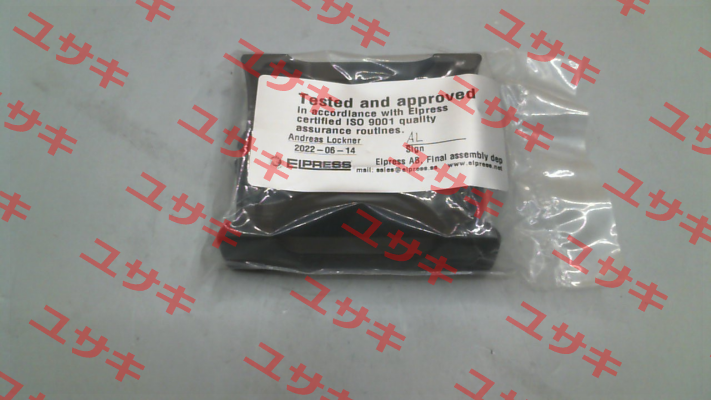 Tested and approved
in accordance with Elpress
certified ISO 9001 quality
assurance routines.
Andreas Lockner AL
2022-06-14 Sign
ELPRESS Elpress AB, Final assembly dep
mail: sales@elpress.se www.elpress.net
ユサキ